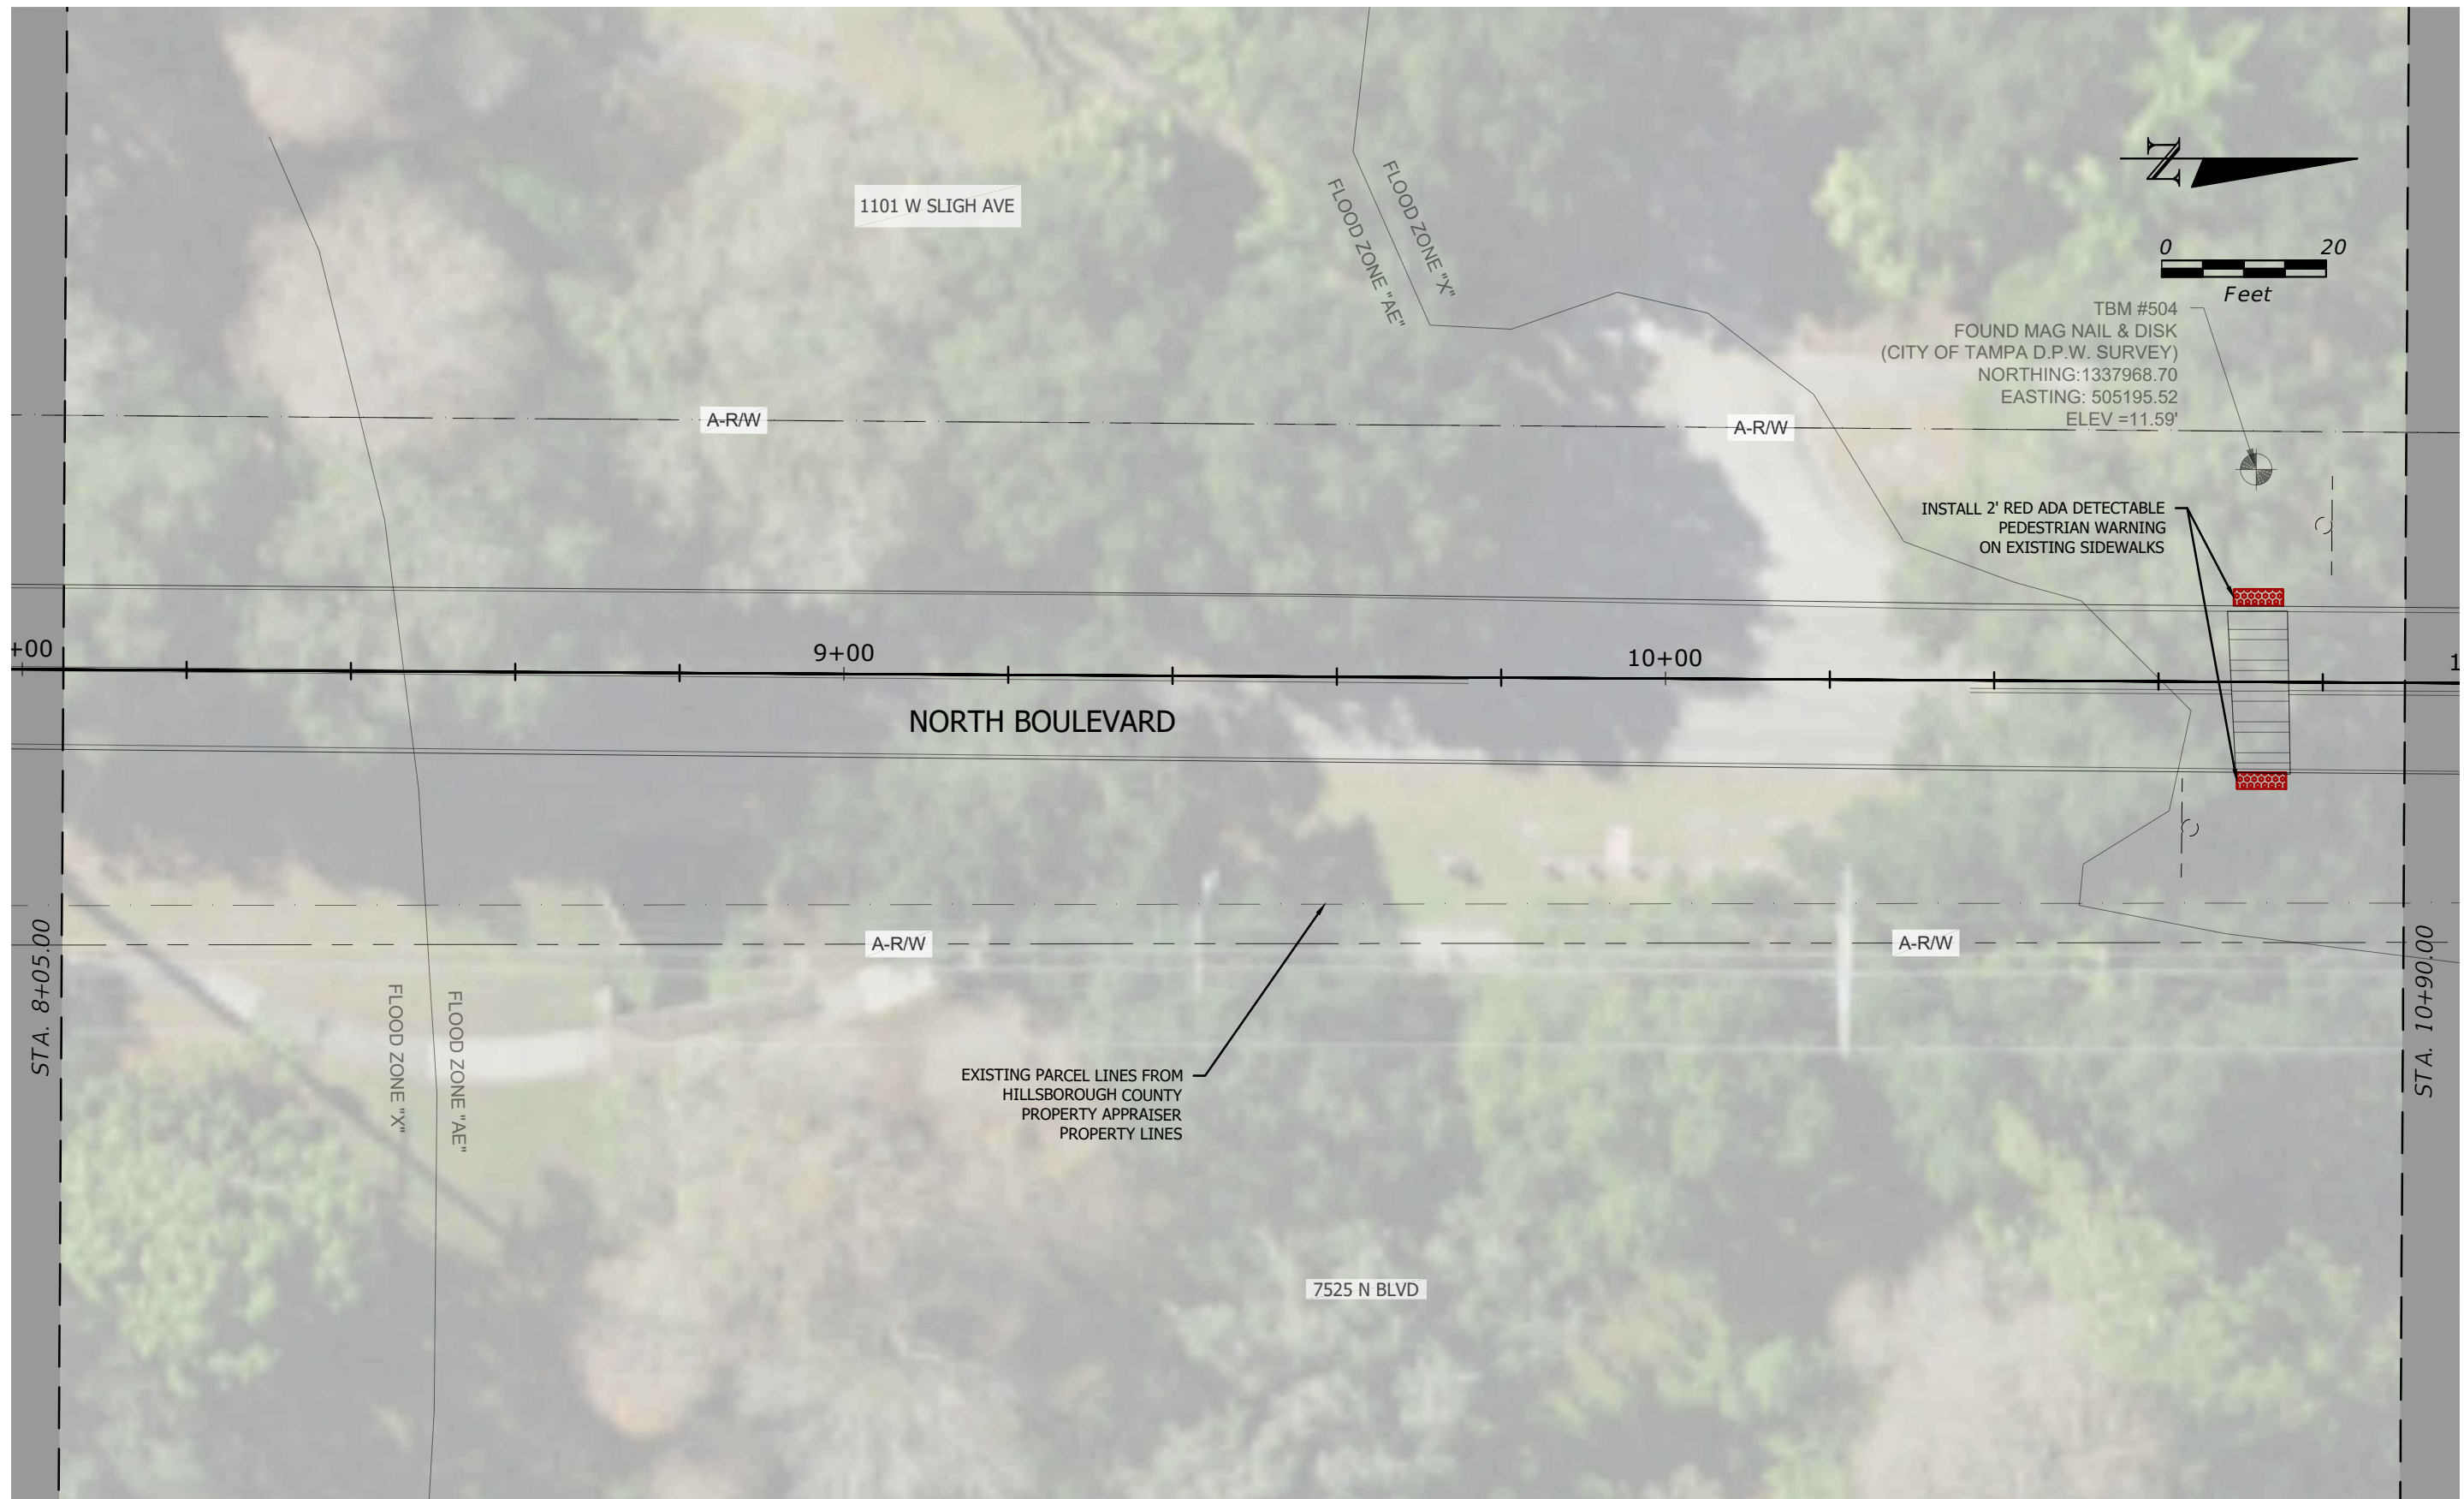 1101 W SLIGH AVE
FLOOD ZONE "X"
FLOOD ZONE "AE"
N
0 20
Feet
TBM #504
FOUND MAG NAIL & DISK
(CITY OF TAMPA D.P.W. SURVEY)
NORTHING:1337968.70
EASTING: 505195.52
ELEV =11.59'
A-R/W
A-R/W
INSTALL 2' RED ADA DETECTABLE
PEDESTRIAN WARNING
ON EXISTING SIDEWALKS
+00
9+00
10+00
1
NORTH BOULEVARD
STA. 8+05.00
A-R/W
A-R/W
STA. 10+90.00
FLOOD ZONE "X"
FLOOD ZONE "AE"
EXISTING PARCEL LINES FROM
HILLSBOROUGH COUNTY
PROPERTY APPRAISER
PROPERTY LINES
7525 N BLVD